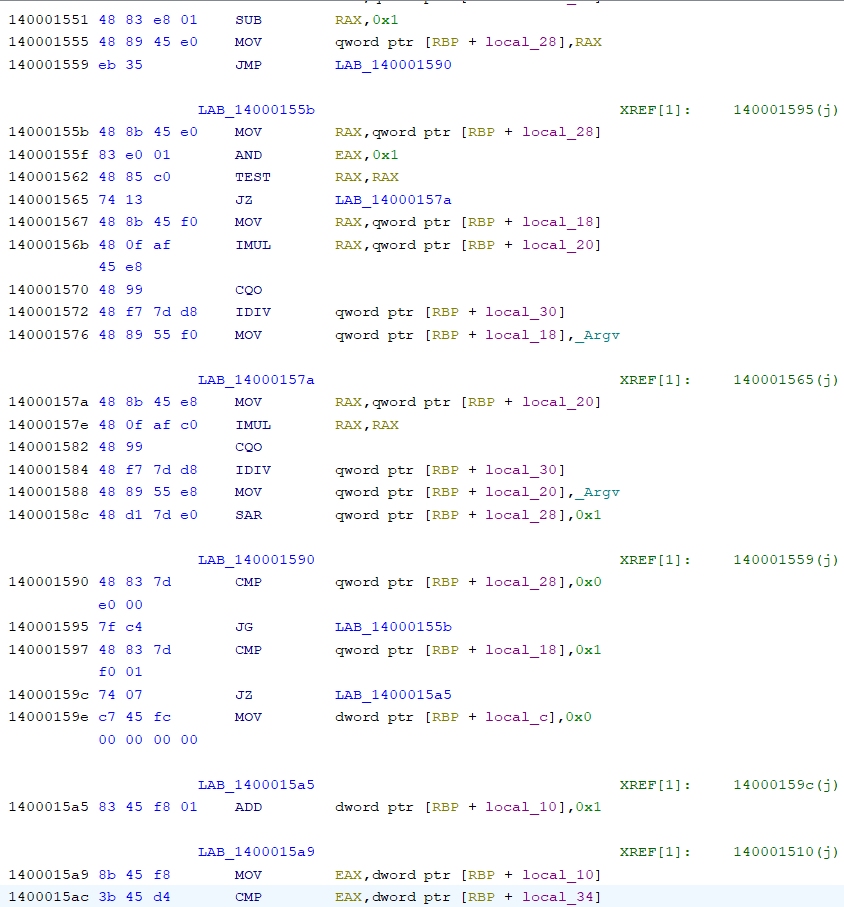 140001551 48 83 e8 01 SUB RAX,0x1
140001555 48 89 45 e0 MOV qword ptr [RBP + local_28],RAX
140001559 eb 35 JMP LAB_140001590
LAB_14000155b XREF[1]: 140001595(j)
14000155b 48 8b 45 e0 MOV RAX,qword ptr [RBP + local_28]
14000155f 83 e0 01 AND EAX,0x1
140001562 48 85 c0 TEST RAX,RAX
140001565 74 13 JZ LAB_14000157a
140001567 48 8b 45 f0 MOV RAX,qword ptr [RBP + local_18]
14000156b 48 0f af IMUL RAX,qword ptr [RBP + local_20]
45 e8
140001570 48 99 CQO
140001572 48 f7 7d d8 IDIV qword ptr [RBP + local_30]
140001576 48 89 55 f0 MOV qword ptr [RBP + local_18],_Argv
LAB_14000157a XREF[1]: 140001565(j)
14000157a 48 8b 45 e8 MOV RAX,qword ptr [RBP + local_20]
14000157e 48 0f af c0 IMUL RAX,RAX
140001582 48 99 CQO
140001584 48 f7 7d d8 IDIV qword ptr [RBP + local_30]
140001588 48 89 55 e8 MOV qword ptr [RBP + local_20],_Argv
14000158c 48 d1 7d e0 SAR qword ptr [RBP + local_28],0x1
LAB_140001590 XREF[1]: 140001559(j)
140001590 48 83 7d CMP qword ptr [RBP + local_28],0x0
e0 00
140001595 7f c4 JG LAB_14000155b
140001597 48 83 7d CMP qword ptr [RBP + local_18],0x1
f0 01
14000159c 74 07 JZ LAB_1400015a5
14000159e c7 45 fc MOV dword ptr [RBP + local_c],0x0
00 00 00 00
LAB_1400015a5 XREF[1]: 14000159c(j)
1400015a5 83 45 f8 01 ADD dword ptr [RBP + local_10],0x1
LAB_1400015a9 XREF[1]: 140001510(j)
1400015a9 8b 45 f8 MOV EAX,dword ptr [RBP + local_10]
1400015ac 3b 45 d4 CMP EAX,dword ptr [RBP + local_34]